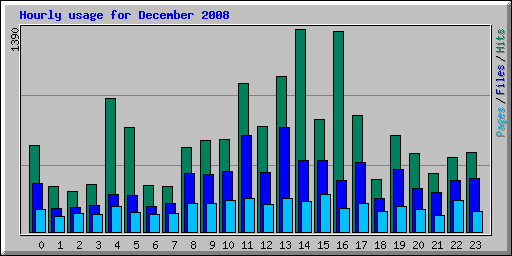 Hourly usage for December 2008
1390
Pages/Files/Hits
0 1 2 3 4 5 6 7 8 9 10 11 12 13 14 15 16 17 18 19 20 21 22 23